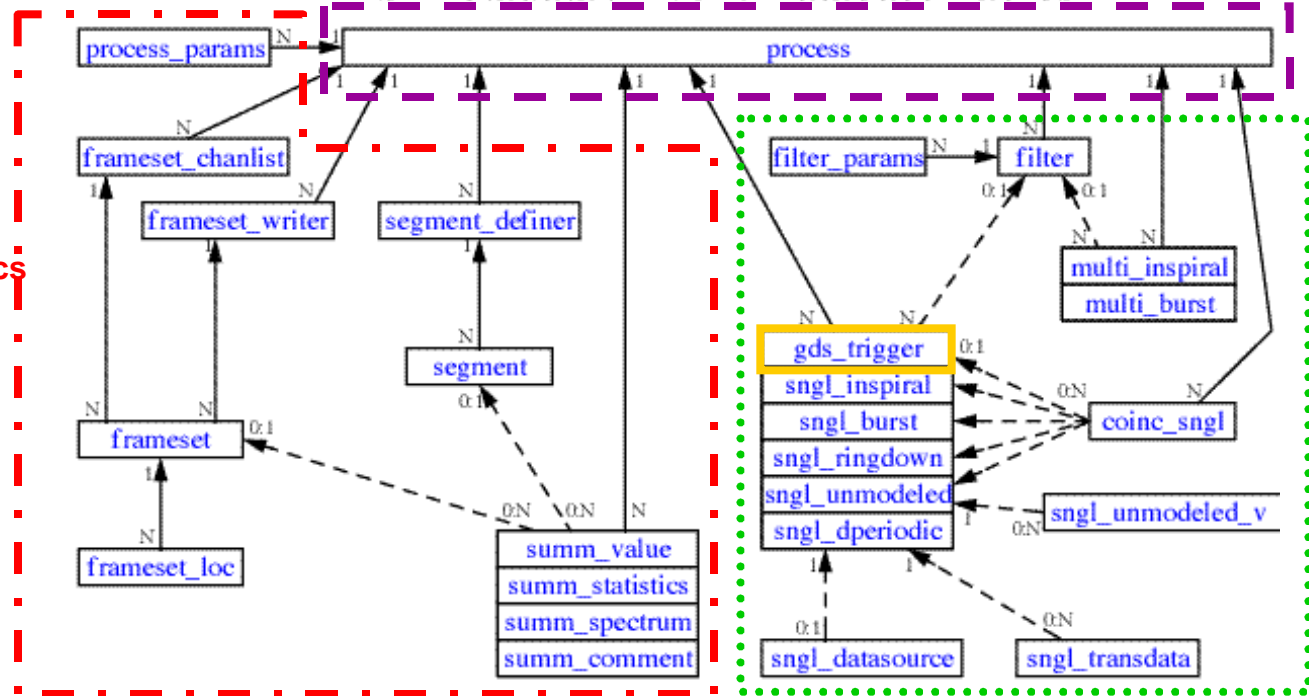 process_params N 1 process
1 1 1 1 1 1 1 1
N frameset_chanlist
filter_params N 1 N filter
1 N frameset_writer
N segment_definer
0:1 0:1
1 1
N N multi_inspiral
multi_burst
cs
N segment
N N
gds_trigger 0:1
0:1
sngl_inspiral 0:N N
N N frameset 0:1
sngl_burst coinc_sngl
sngl_ringdown
1
sngl_unmodeled 1 0:N sngl_unmodeled_v
0:N 0:N N
sngl_dperiodic
N frameset_loc
summ_value
1 1
summ_statistics
summ_spectrum
0:1 0:N
summ_comment
sngl_datasource sngl_transdata